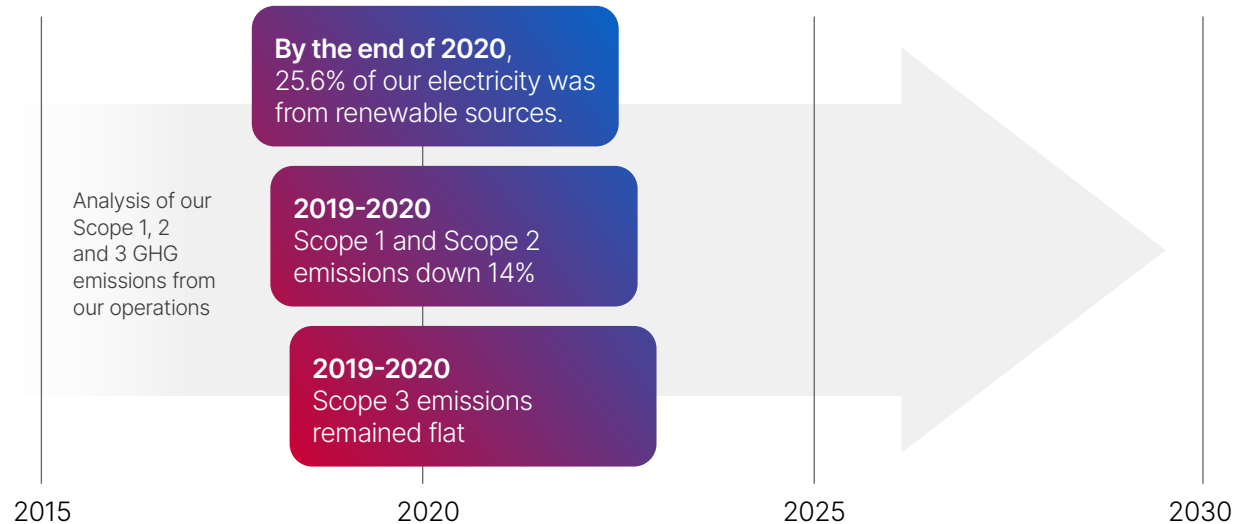 By the end of 2020,
25.6% of our electricity was
from renewable sources.
Analysis of our
Scope 1, 2
and 3 GHG
emissions from
our operations
2019-2020
Scope 1 and Scope 2
emissions down 14%
2019-2020
Scope 3 emissions
remained flat
2015
2020
2025
2030